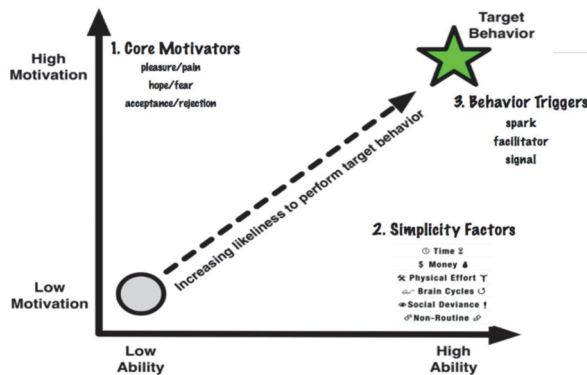 Target
Behavior
High
Motivation
1. Core Motivators
pleasure/pain
hope/fear
acceptance/rejection
3. Behavior Triggers
spark
facilitator
signal
Increasing likeliness to perform target behavior
2. Simplicity Factors
Time
$ Money
Physical Effort
Brain Cycles
Social Deviance
Non-Routine
Low
Motivation
Low
Ability
High
Ability